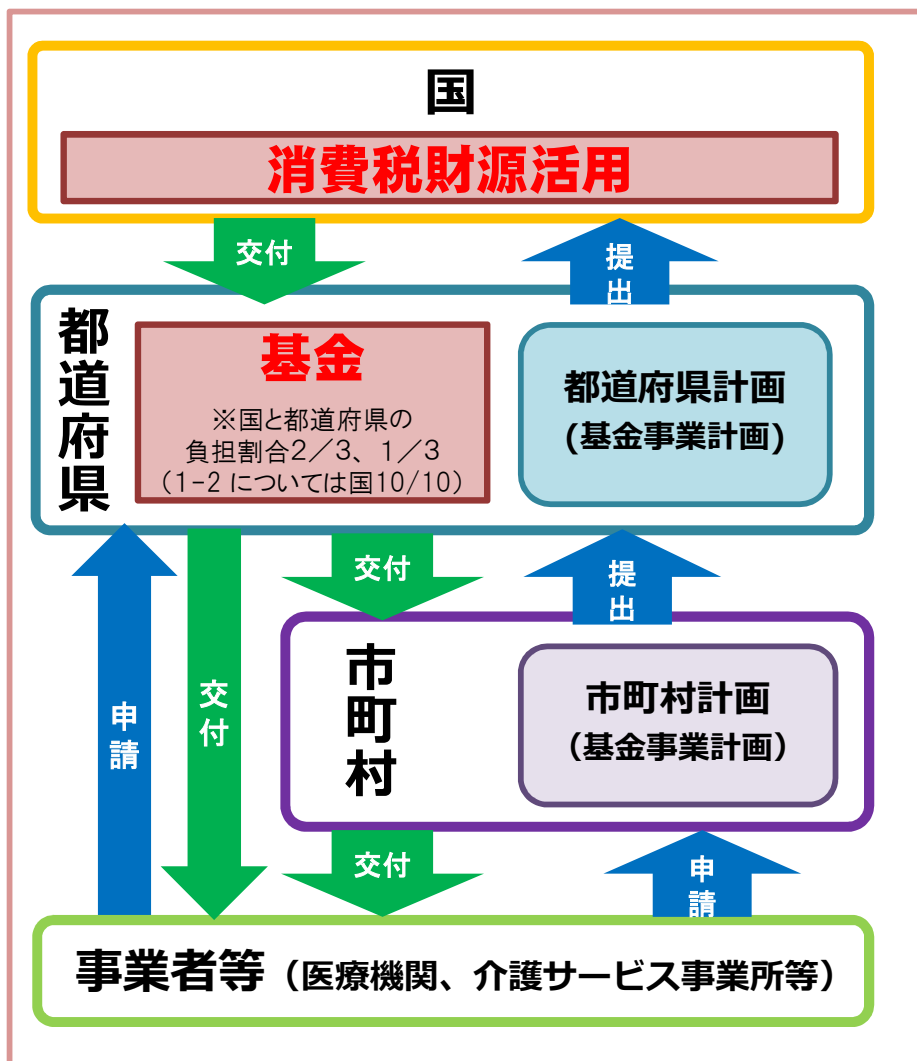 国
消費税財源活用
交付
提出
都道府県
基金
※国と都道府県の
負担割合2/3、1/3
(1-2 については国10/10)
都道府県計画
(基金事業計画)
交付
提出
申請
交付
市町村
市町村計画
(基金事業計画)
交付
申請
事業者等(医療機関、介護サービス事業所等)